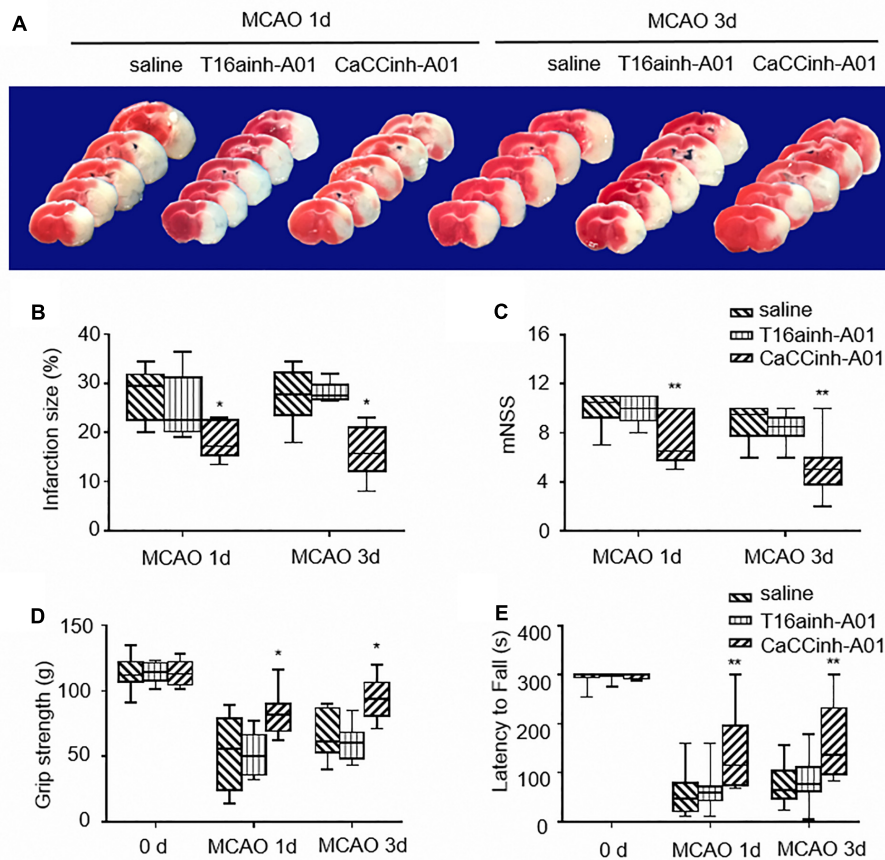 A
MCAO 1d
MCAO 3d
saline T16ainh-A01 CaCCinh-A01
saline T16ainh-A01 CaCCinh-A01
B
Infarction size (%)
40
30
20
10
0
*
*
MCAO 1d
MCAO 3d
C
saline
T16ainh-A01
CaCCinh-A01
mNSS
16
12
8
4
0
**
**
MCAO 1d
MCAO 3d
D
Grip strength (g)
150
100
50
0
*
*
0 d
MCAO 1d
MCAO 3d
E
saline
T16ainh-A01
CaCCinh-A01
Latency to Fall (s)
400
300
200
100
0
**
**
0 d
MCAO 1d
MCAO 3d